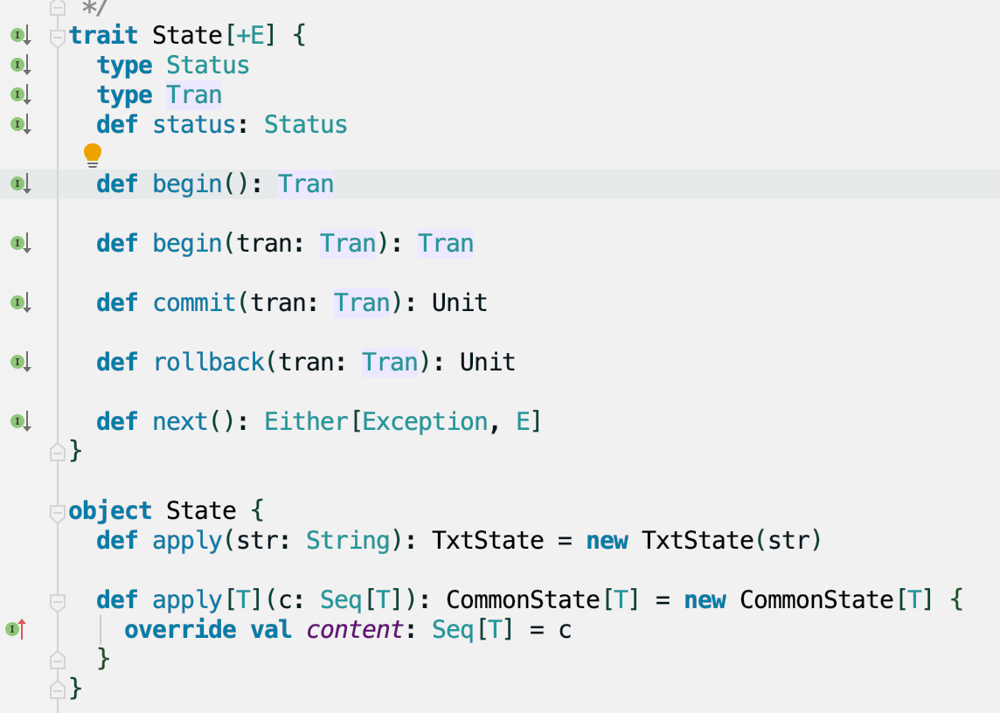 */
trait State[+E] {
  type Status
  type Tran
  def status: Status
  def begin(): Tran
  def begin(tran: Tran): Tran
  def commit(tran: Tran): Unit
  def rollback(tran: Tran): Unit
  def next(): Either[Exception, E]
}
object State {
  def apply(str: String): TxtState = new TxtState(str)
  def apply[T](c: Seq[T]): CommonState[T] = new CommonState[T] {
    override val content: Seq[T] = c
  }
}